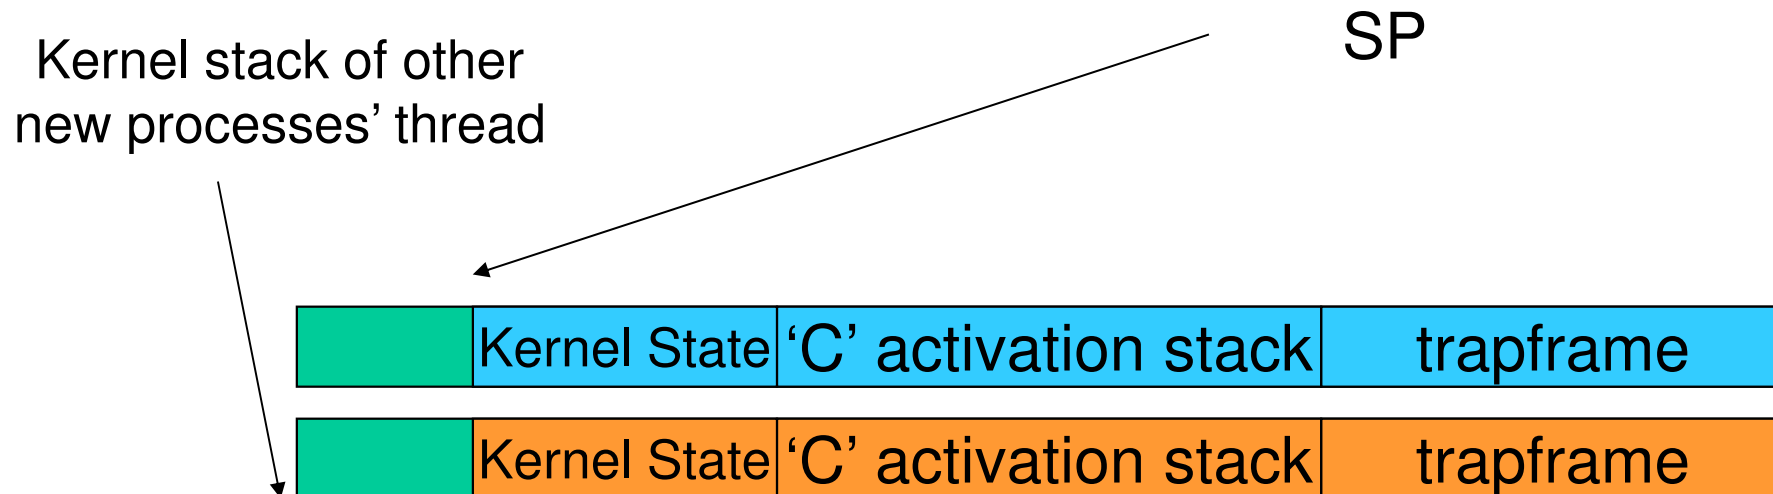 SP
Kernel stack of other
new processes’ thread
Kernel State ‘C’ activation stack trapframe
Kernel State ‘C’ activation stack trapframe